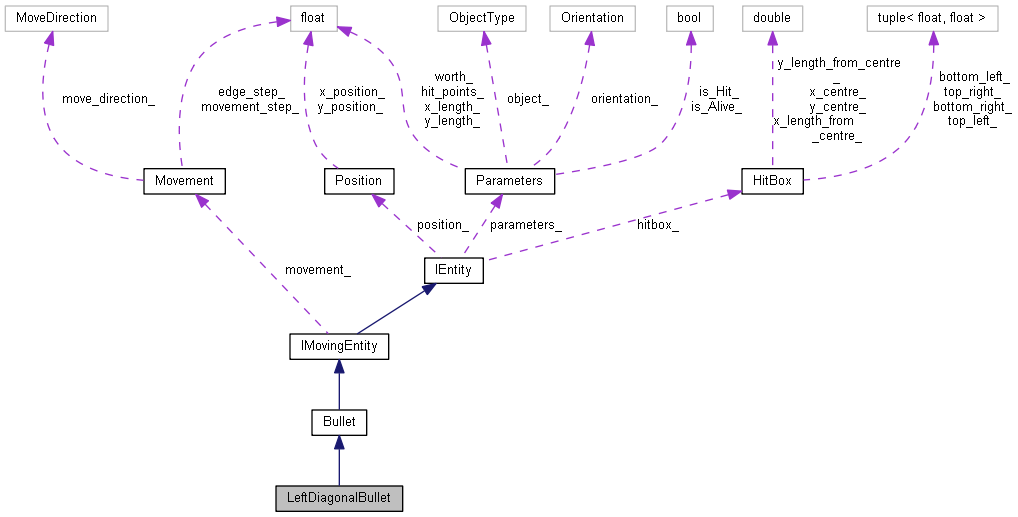 MoveDirection
float
ObjectType
Orientation
bool
double
tuple< float, float >
move_direction_
edge_step_
movement_step_
x_position_
y_position_
worth_
hit_points_
x_length_
y_length_
object_
orientation_
is_Hit_
is_Alive_
y_length_from_centre
_
x_centre_
y_centre_
x_length_from
_centre_
bottom_left_
top_right_
bottom_right_
top_left_
Movement
Position
Parameters
HitBox
position_
parameters_
hitbox_
movement_
IEntity
IMovingEntity
Bullet
LeftDiagonalBullet